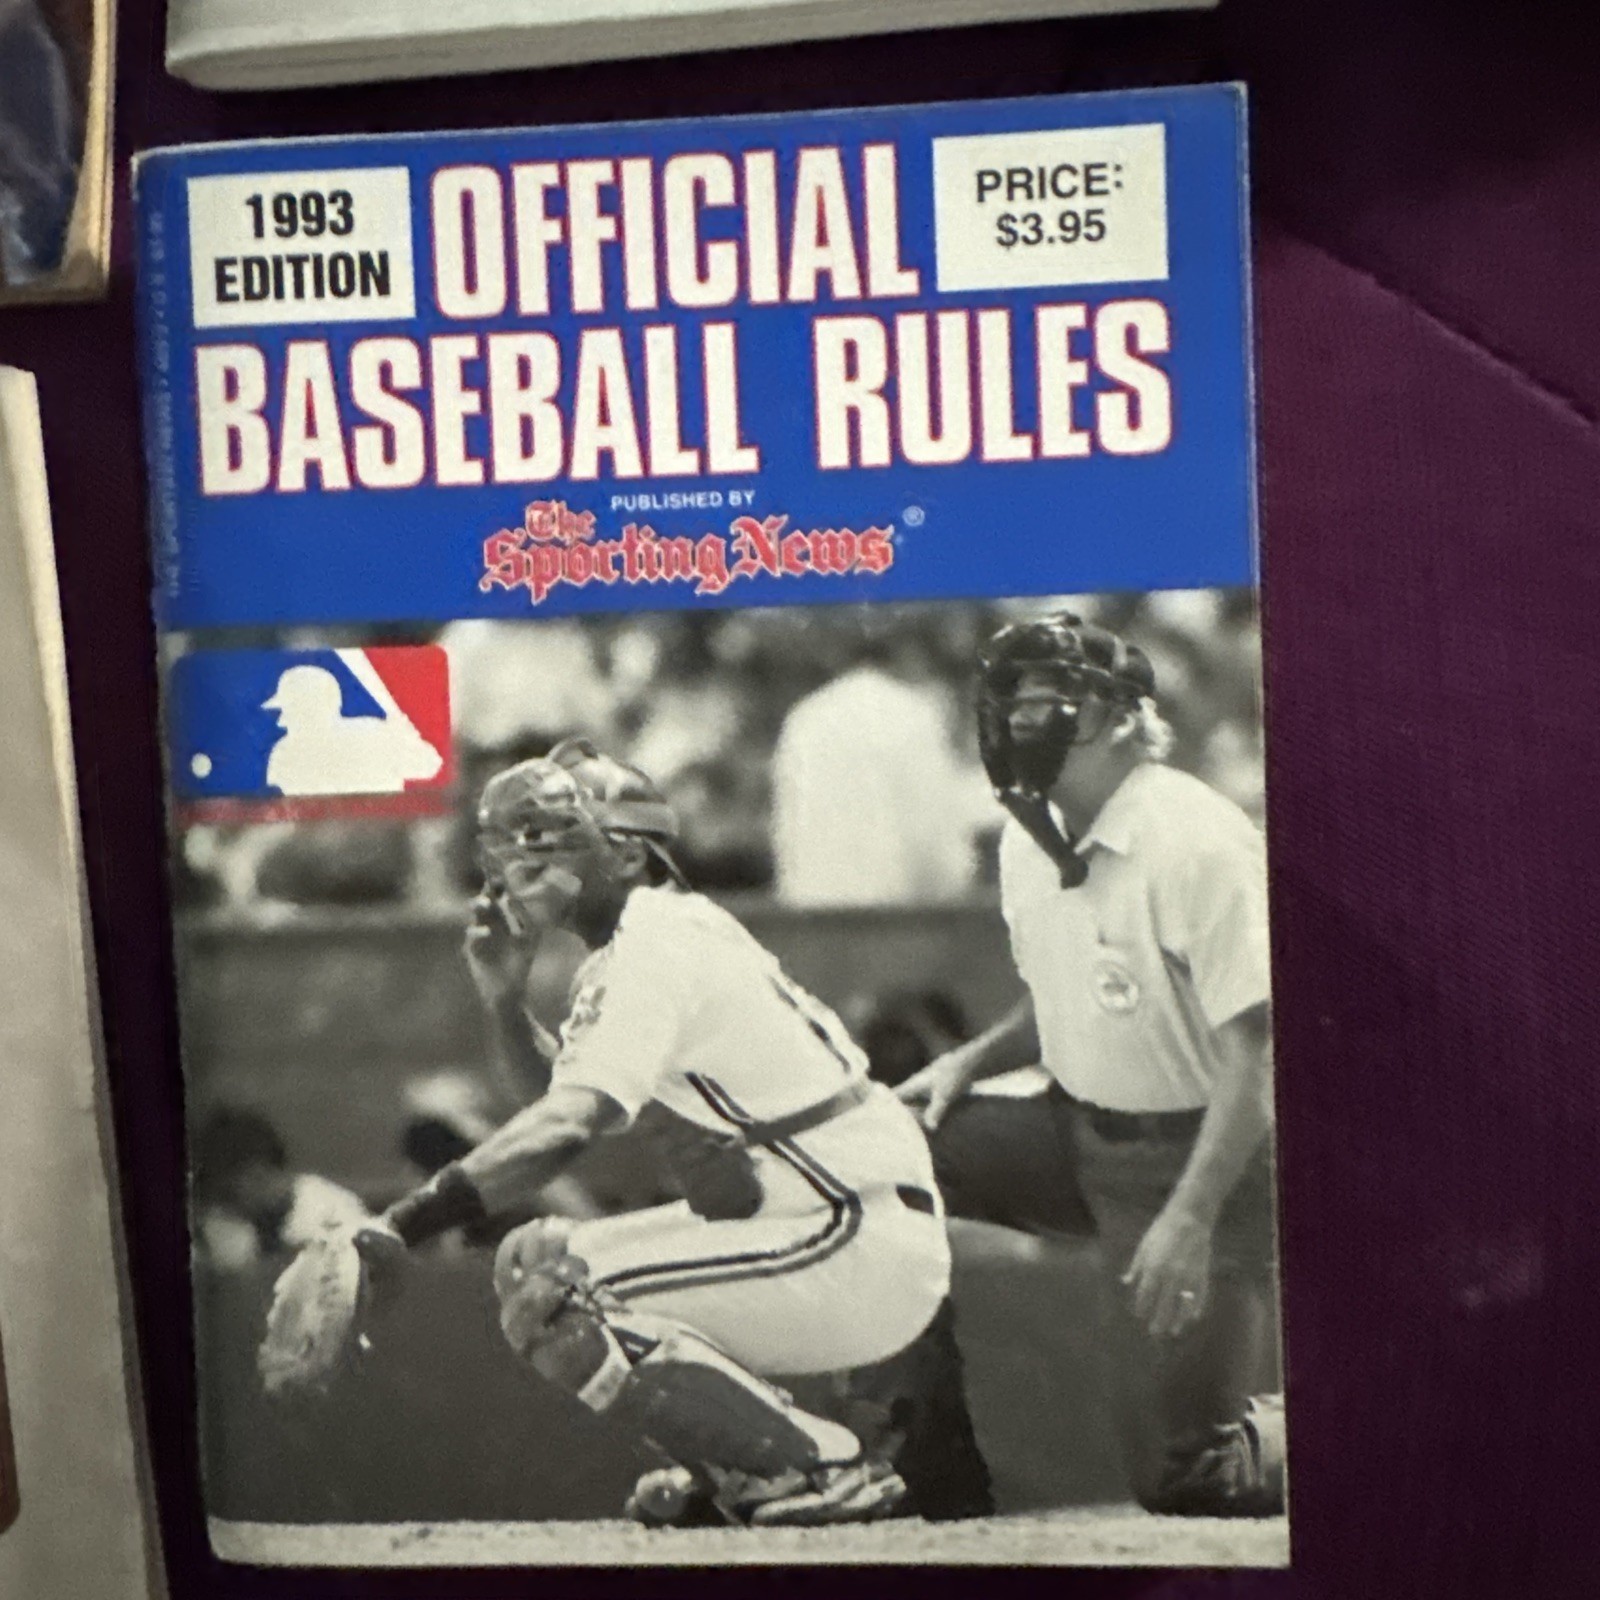 1993
EDITION
OFFICIAL
PRICE:
$3.95
BASEBALL RULES
PUBLISHED BY
The
Sporting News®